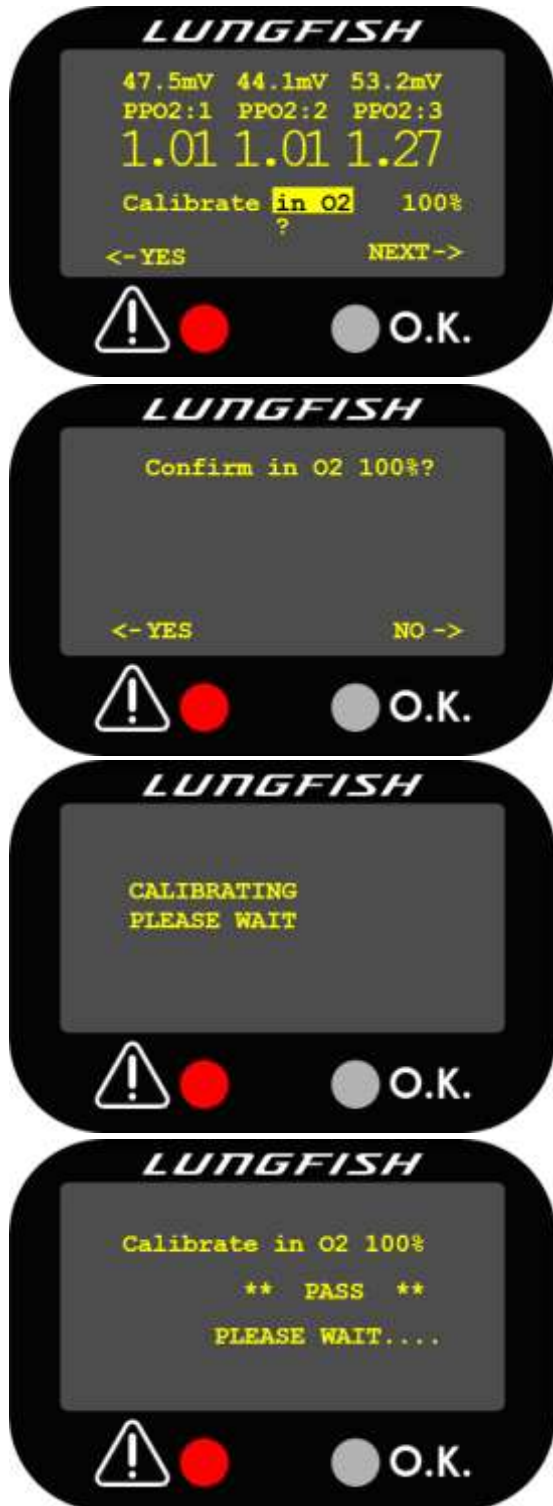 LUNGFISH
47.5mV 44.1mV 53.2mV
PPO2:1 PPO2:2 PPO2:3
1.01 1.01 1.27
Calibrate in O2 100%
?
<-YES NEXT->
O.K.
LUNGFISH
Confirm in O2 100%?
<-YES NO ->
O.K.
LUNGFISH
CALIBRATING
PLEASE WAIT
O.K.
LUNGFISH
Calibrate in O2 100%
** PASS **
PLEASE WAIT....
O.K.